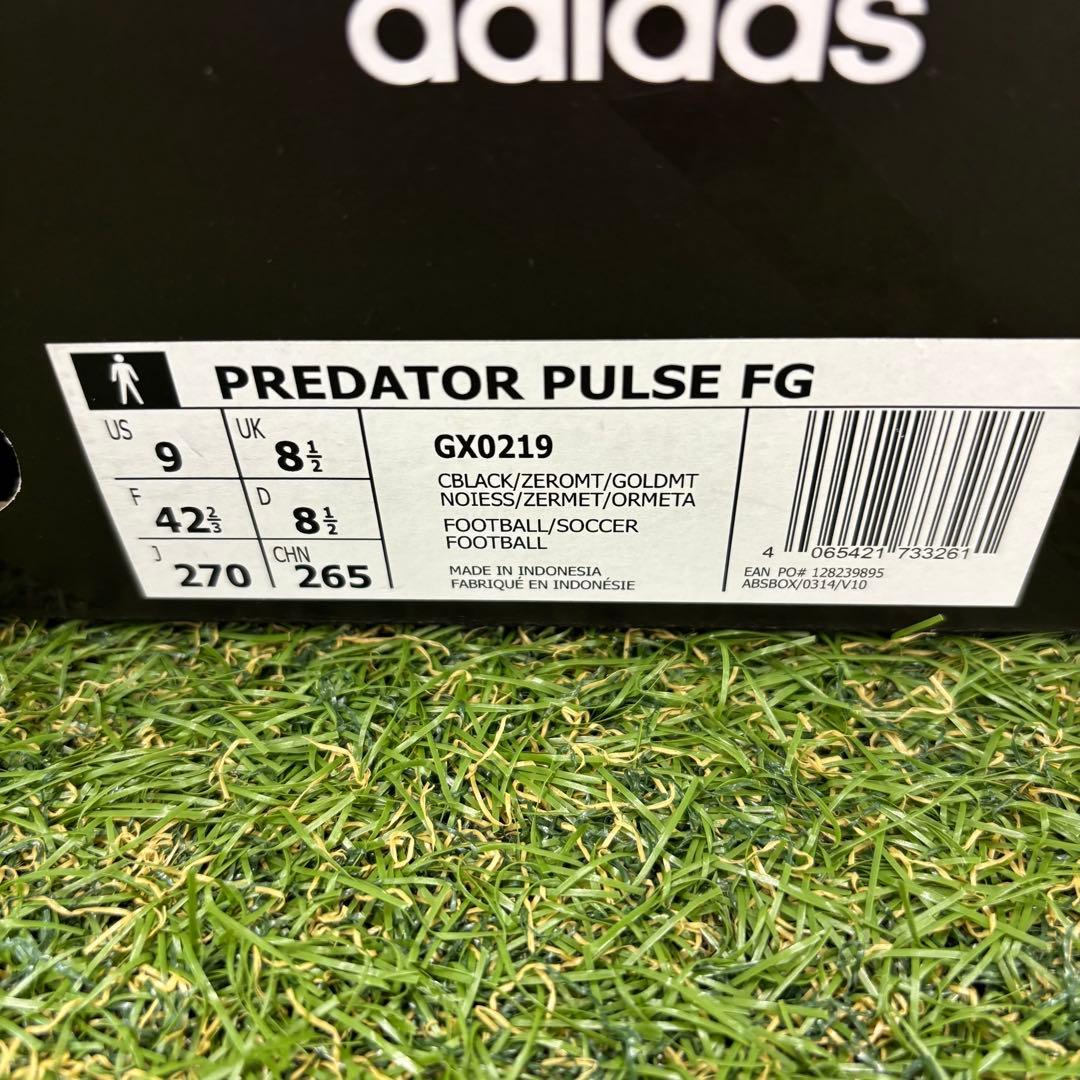 adidas
PREDATOR PULSE FG
US 9 UK 8½
F 42⅔ D 8½
J 270 CHN 265
GX0219
CBLACK/ZEROMT/GOLDMT
NOIESS/ZERMET/ORMETA
FOOTBALL/SOCCER
FOOTBALL
MADE IN INDONESIA
FABRIQUÉ EN INDONÉSIE
4 065421 733261
EAN PO# 128239895
ABSBOX/0314/V10